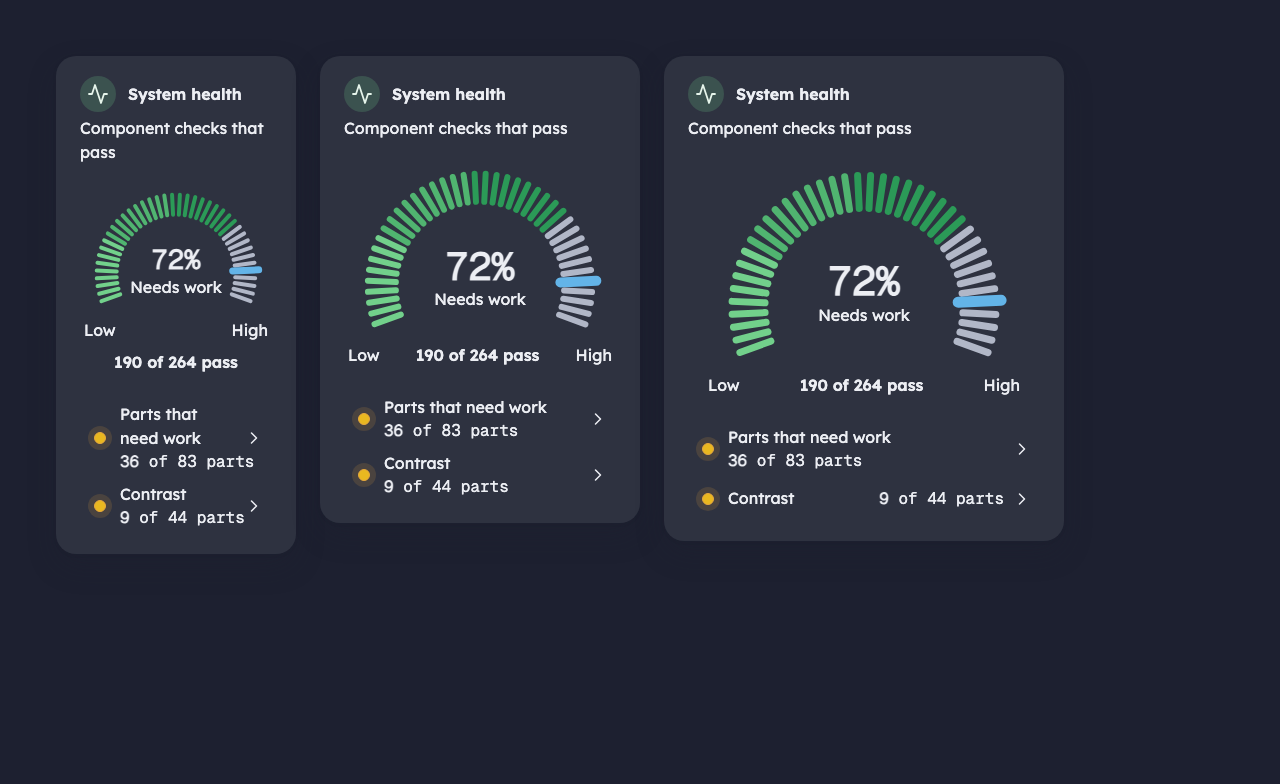 System health
Component checks that
pass
72%
Needs work
Low
High
190 of 264 pass
Parts that
need work
36 of 83 parts
Contrast
9 of 44 parts
System health
Component checks that pass
72%
Needs work
Low
190 of 264 pass
High
Parts that need work
36 of 83 parts
Contrast
9 of 44 parts
System health
Component checks that pass
72%
Needs work
Low
190 of 264 pass
High
Parts that need work
36 of 83 parts
Contrast
9 of 44 parts